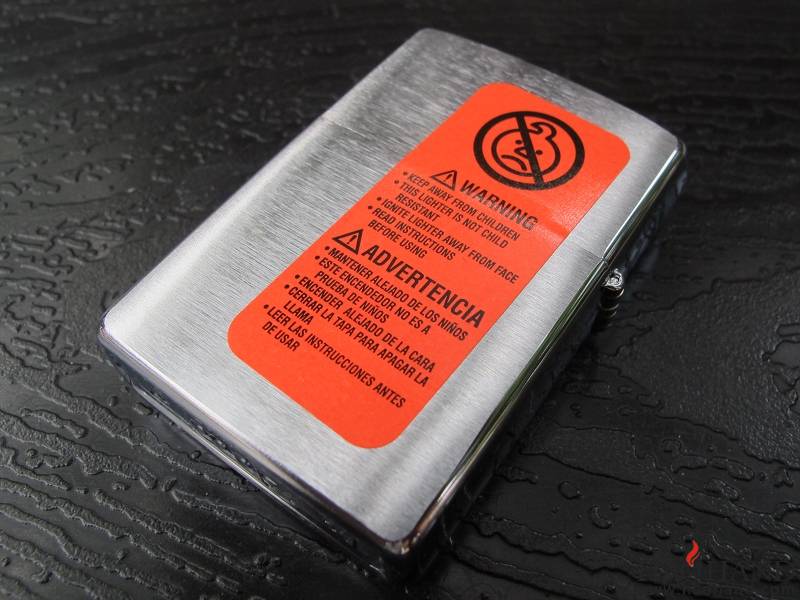 WARNING
• KEEP AWAY FROM CHILDREN
• THIS LIGHTER IS NOT CHILD
RESISTANT
• IGNITE LIGHTER AWAY FROM FACE
• READ INSTRUCTIONS
BEFORE USING
ADVERTENCIA
• MANTENER ALEJADO DE LOS NIÑOS
• ESTE ENCENDEDOR NO ES A
PRUEBA DE NIÑOS
• ENCENDER ALEJADO DE LA CARA
• CERRAR LA TAPA PARA APAGAR LA
LLAMA
• LEER LAS INSTRUCCIONES ANTES
DE USAR